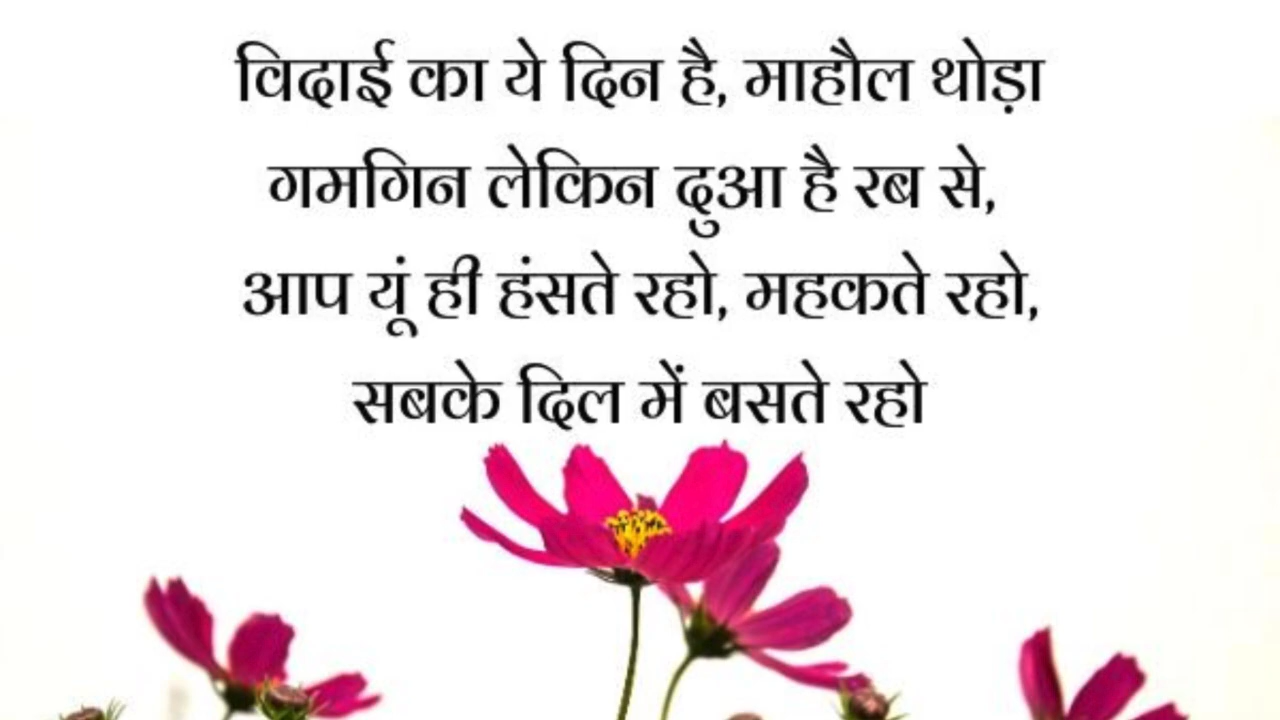 विदाई का ये दिन है, माहौल थोड़ा
गमगिन लेकिन दुआ है रब से,
आप यूं ही हंसते रहो, महकते रहो,
सबके दिल में बसते रहो